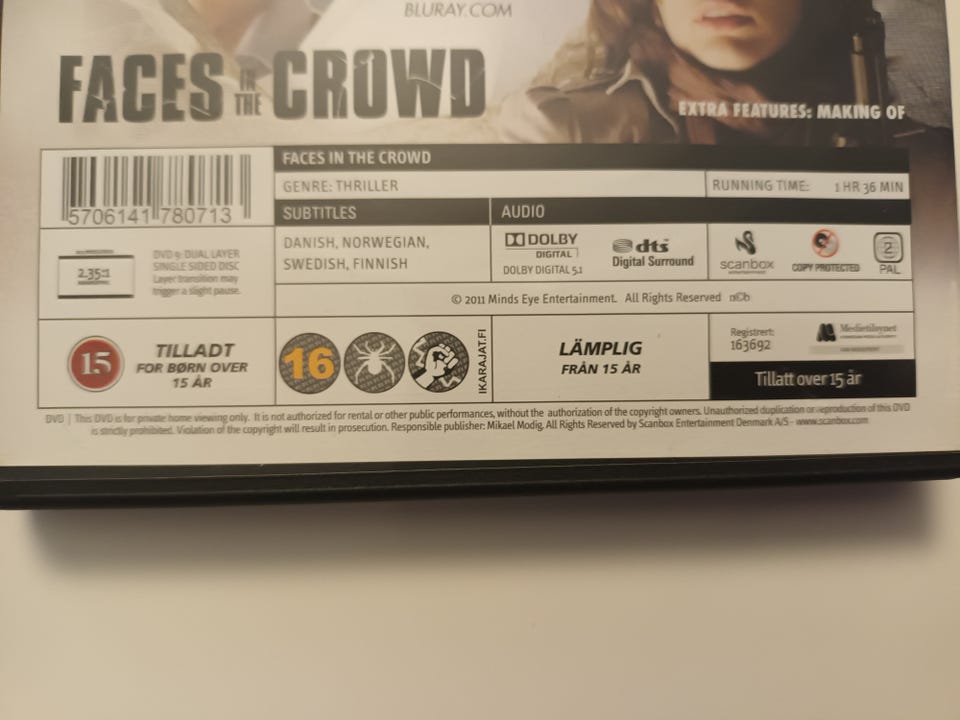 BLURAY.COM
FACES IN THE CROWD
EXTRA FEATURES: MAKING OF
5706141 780713
FACES IN THE CROWD
GENRE: THRILLER
RUNNING TIME: 1 HR 36 MIN
SUBTITLES
AUDIO
2.35:1
DVD 9: DUAL LAYER
SINGLE SIDED DISC
Layer transition may
trigger a slight pause.
DANISH, NORWEGIAN,
SWEDISH, FINNISH
DOLBY
DIGITAL
DOLBY DIGITAL 5.1
dts
Digital Surround
scanbox
entertainment
COPY PROTECTED
2
PAL
© 2011 Minds Eye Entertainment. All Rights Reserved nCb
15
TILLADT
FOR BØRN OVER
15 ÅR
16
IKARAJAT.FI
LÄMPLIG
FRÅN 15 ÅR
Registrert:
163692
Medietilsynet
Tillatt over 15 år
DVD | This DVD is for private home viewing only. It is not authorized for rental or other public performances, without the authorization of the copyright owners. Unauthorized duplication or reproduction of this DVD
is strictly prohibited. Violation of the copyright will result in prosecution. Responsible publisher: Mikael Modig. All Rights Reserved by Scanbox Entertainment Denmark A/S - www.scanbox.com